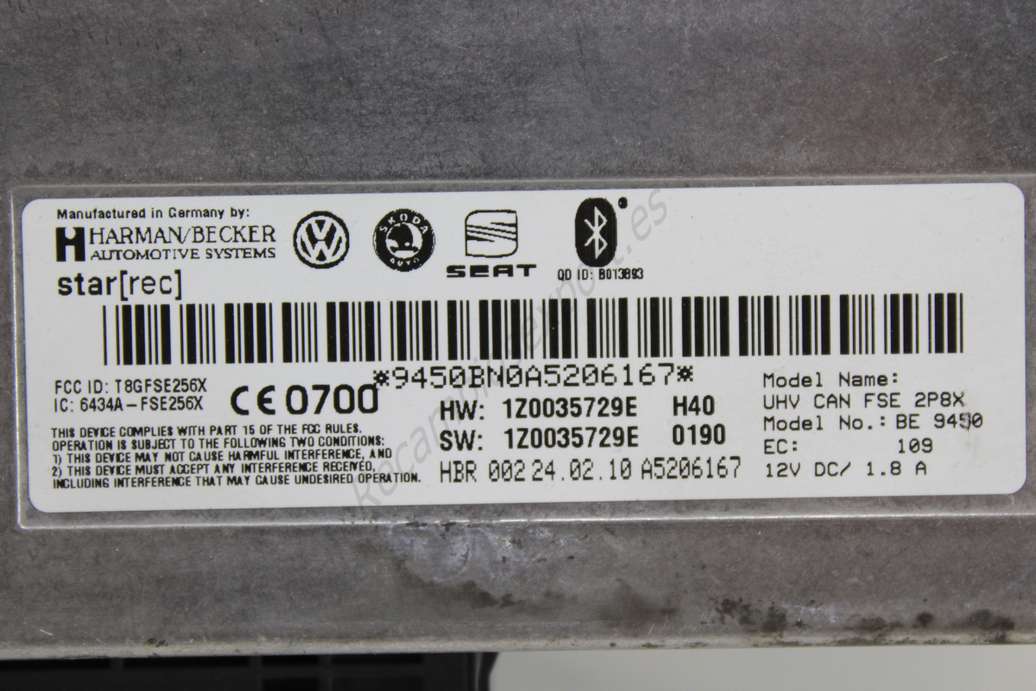 Manufactured in Germany by:
HARMAN/BECKER
AUTOMOTIVE SYSTEMS
star[rec]
ŠKODA
AUTO
SEAT
QD ID: B013893
*9450BN0A5206167*
FCC ID: T8GFSE256X
IC: 6434A-FSE256X
CE 0700
THIS DEVICE COMPLIES WITH PART 15 OF THE FCC RULES.
OPERATION IS SUBJECT TO THE FOLLOWING TWO CONDITIONS:
1) THIS DEVICE MAY NOT CAUSE HARMFUL INTERFERENCE, AND
2) THIS DEVICE MUST ACCEPT ANY INTERFERENCE RECEIVED,
INCLUDING INTERFERENCE THAT MAY CAUSE UNDESIRED OPERATION.
HW: 1Z0035729E H40
SW: 1Z0035729E 0190
HBR 002 24.02.10 A5206167
Model Name:
UHV CAN FSE 2P8X
Model No.: BE 9450
EC: 109
12V DC/ 1.8 A